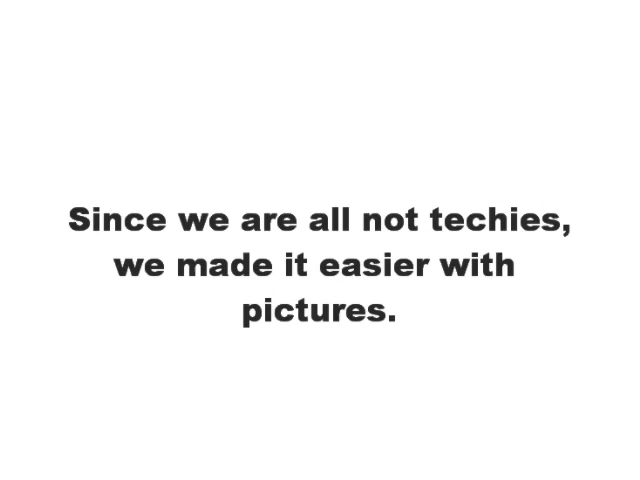 Since we are all not techies,
we made it easier with
pictures.